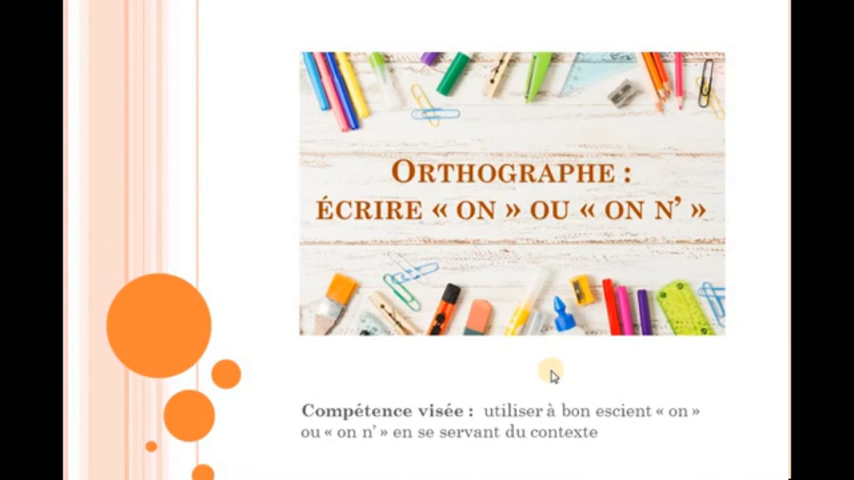 ORTHOGRAPHE :
ÉCRIRE « ON » OU « ON N’ »
Compétence visée : utiliser à bon escient « on »
ou « on n’ » en se servant du contexte